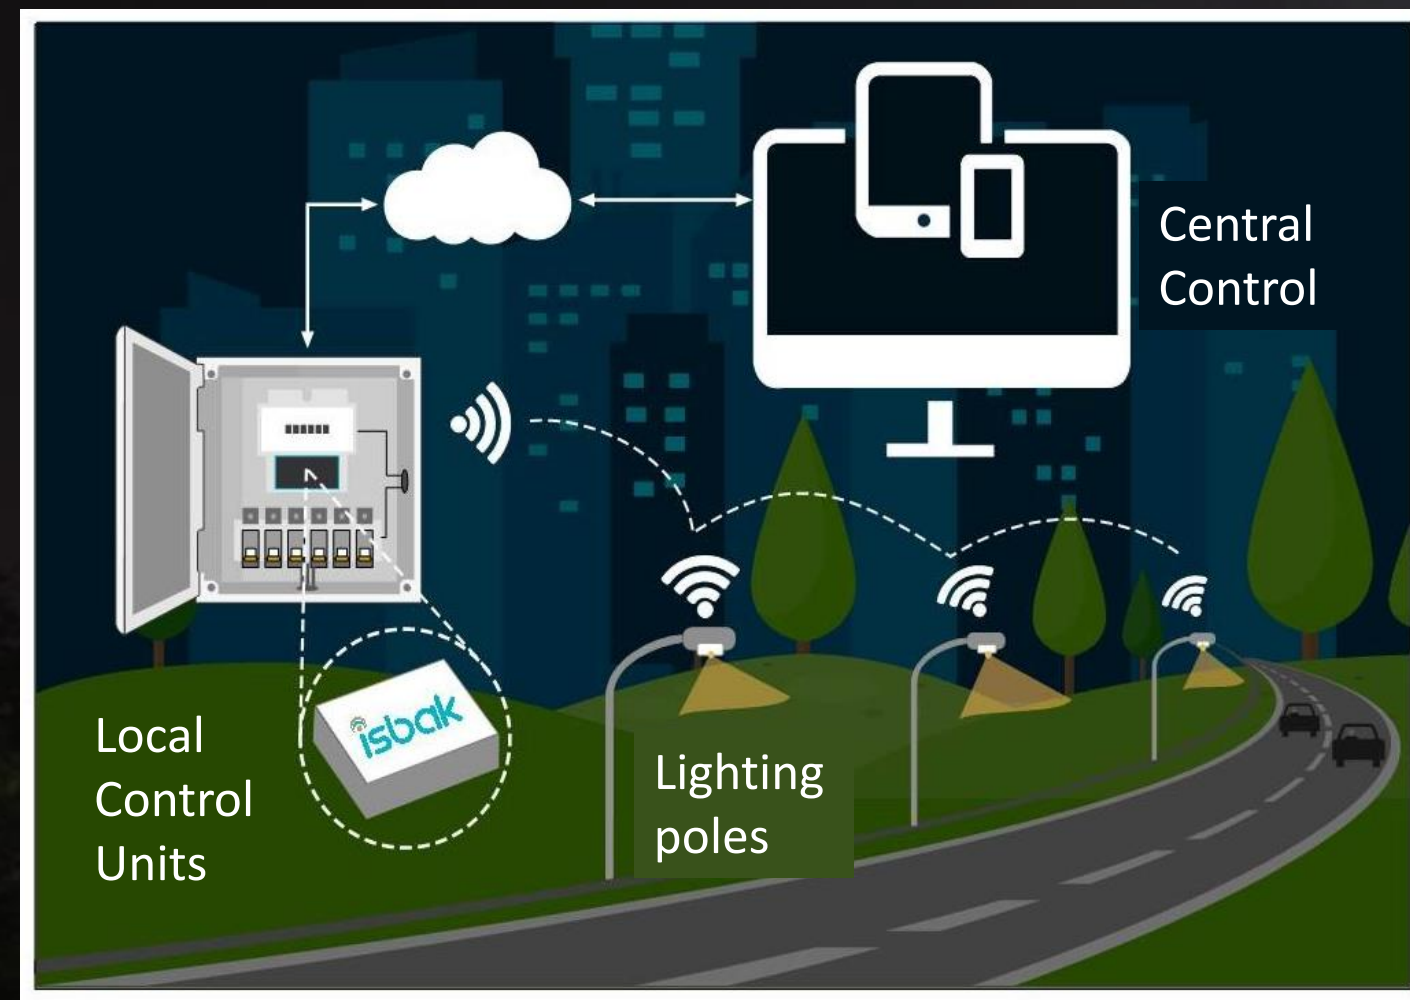 Central
Control
isbak
Local
Control
Units
Lighting
poles